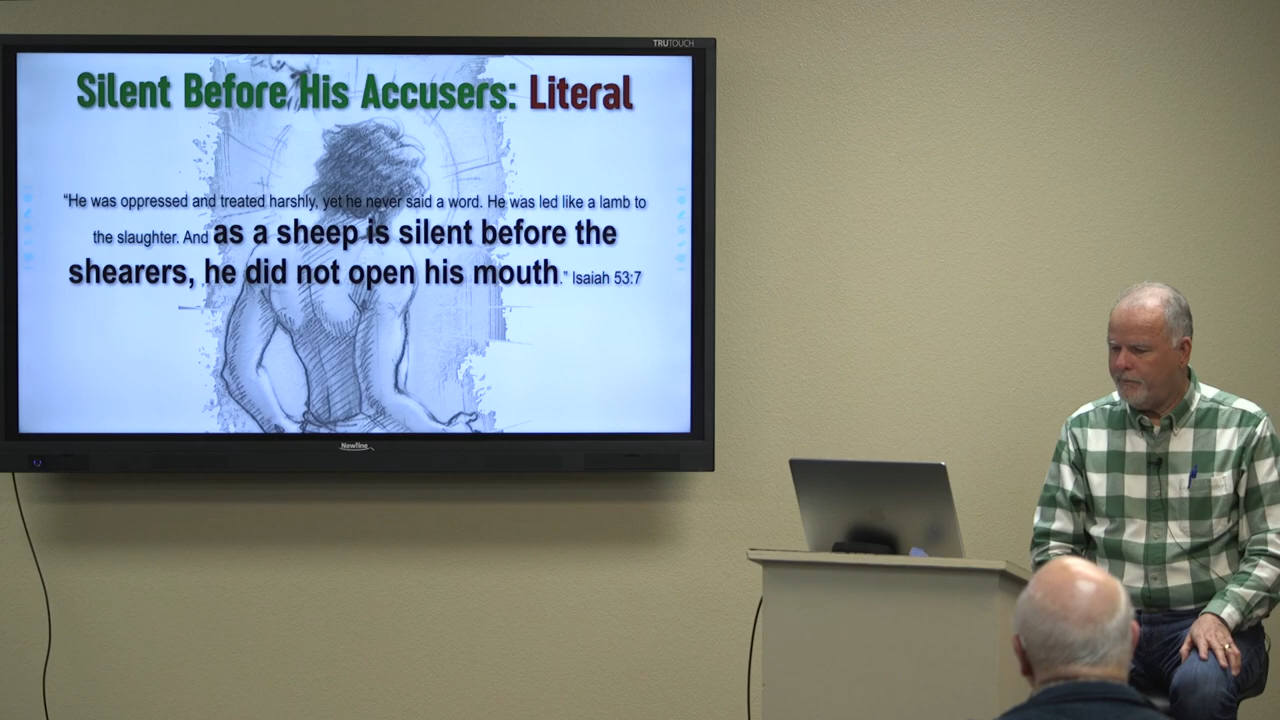 TRUTOUCH
Silent Before His Accusers: Literal
“He was oppressed and treated harshly, yet he never said a word. He was led like a lamb to
the slaughter. And as a sheep is silent before the
shearers, he did not open his mouth.” Isaiah 53:7
Newline